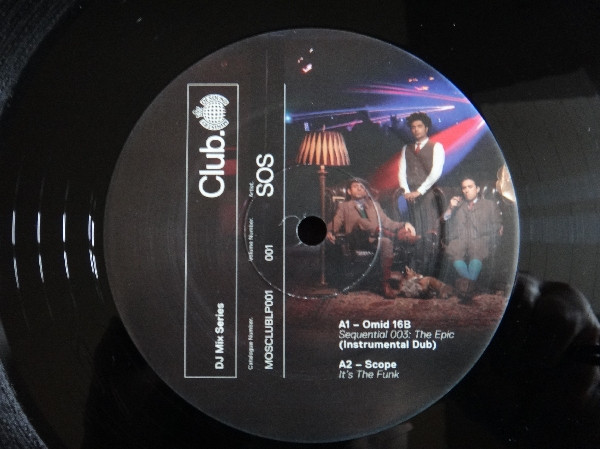 Club.
DJ Mix Series
Artist.
SOS
Volume Number.
001
Catalogue Number.
MOSCLUBLP001
A1 – Omid 16B
Sequential 003: The Epic
(Instrumental Dub)
A2 – Scope
It's The Funk